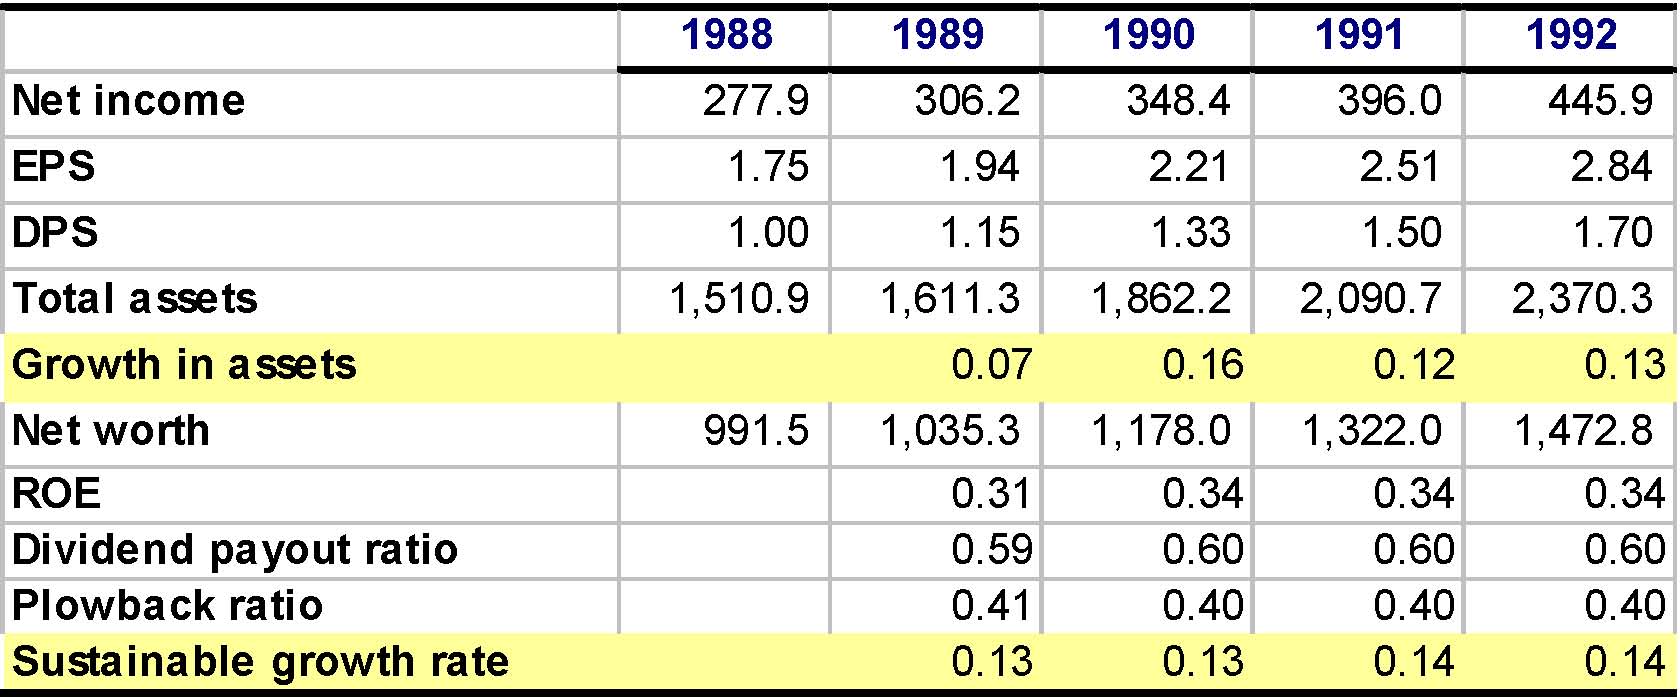 1988 1989 1990 1991 1992
Net income 277.9 306.2 348.4 396.0 445.9
EPS 1.75 1.94 2.21 2.51 2.84
DPS 1.00 1.15 1.33 1.50 1.70
Total assets 1,510.9 1,611.3 1,862.2 2,090.7 2,370.3
Growth in assets 0.07 0.16 0.12 0.13
Net worth 991.5 1,035.3 1,178.0 1,322.0 1,472.8
ROE 0.31 0.34 0.34 0.34
Dividend payout ratio 0.59 0.60 0.60 0.60
Plowback ratio 0.41 0.40 0.40 0.40
Sustainable growth rate 0.13 0.13 0.14 0.14